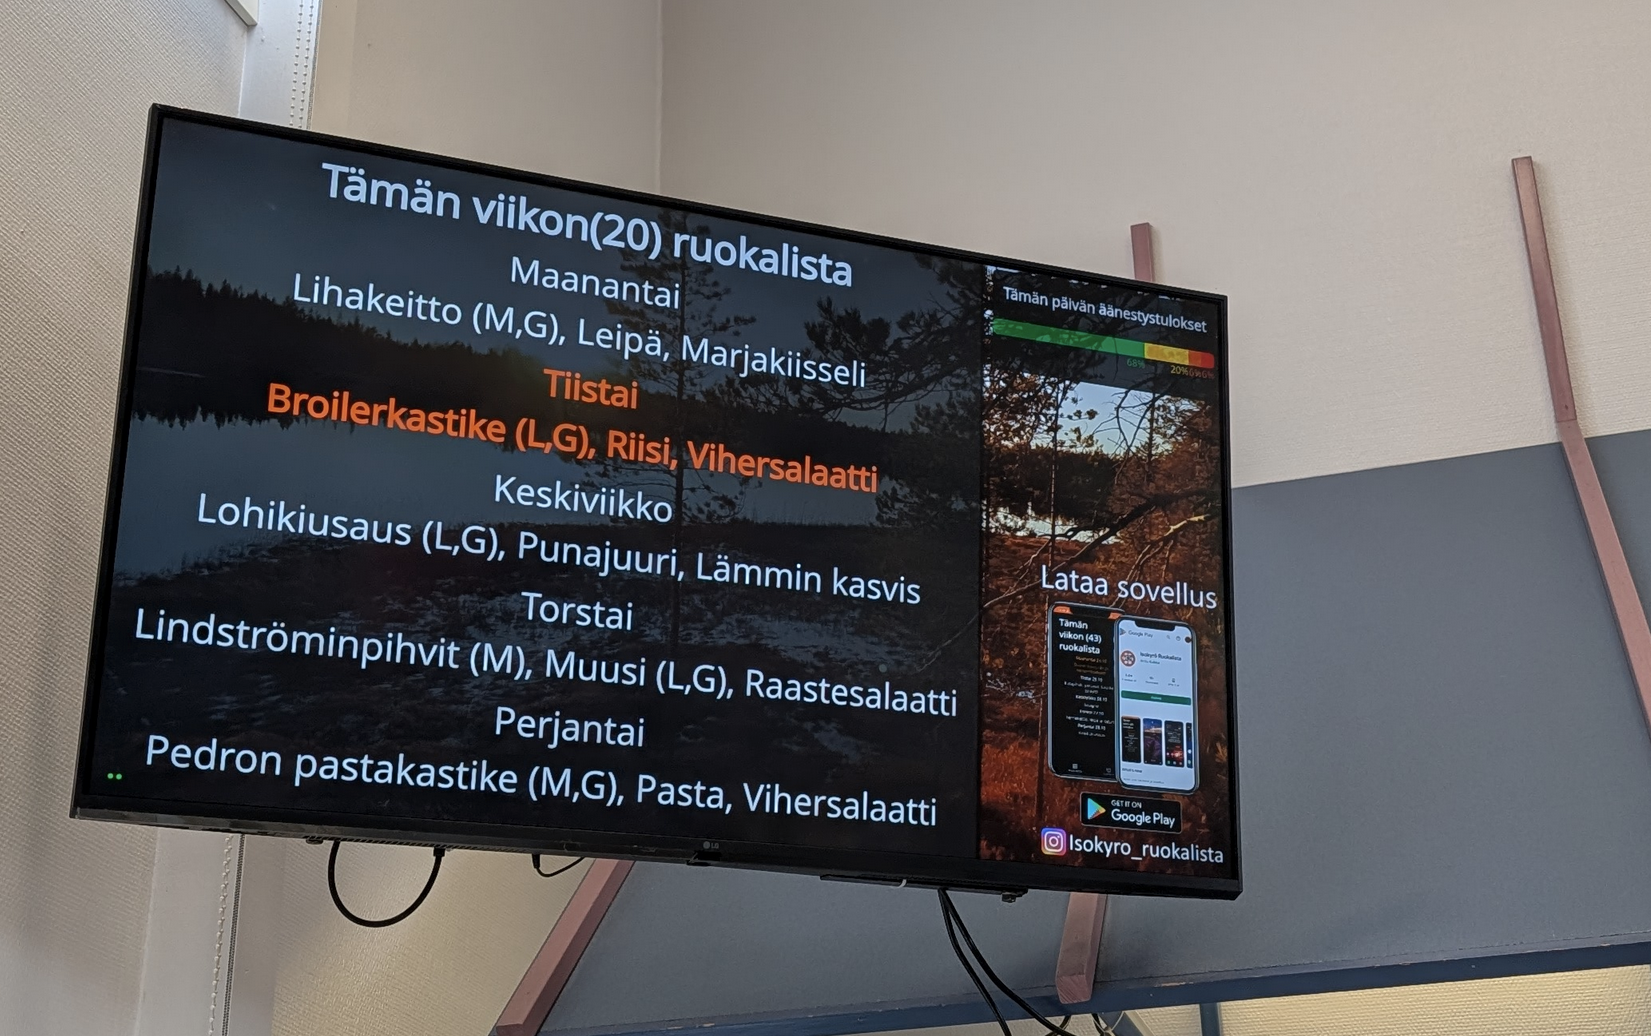 Tämän viikon(20) ruokalista
Maanantai
Lihakeitto (M,G), Leipä, Marjakiisseli
Tiistai
Broilerkastike (L,G), Riisi, Vihersalaatti
Keskiviikko
Lohikiusaus (L,G), Punajuuri, Lämmin kasvis
Torstai
Lindströminpihvit (M), Muusi (L,G), Raastesalaatti
Perjantai
Pedron pastakastike (M,G), Pasta, Vihersalaatti
Tämän päivän äänestystulokset
68% 20% 6% 6%
Lataa sovellus
Tämän
viikon (43)
ruokalista
Google Play
Isokyrö Ruokalista
GET IT ON
Google Play
Isokyro_ruokalista
LG